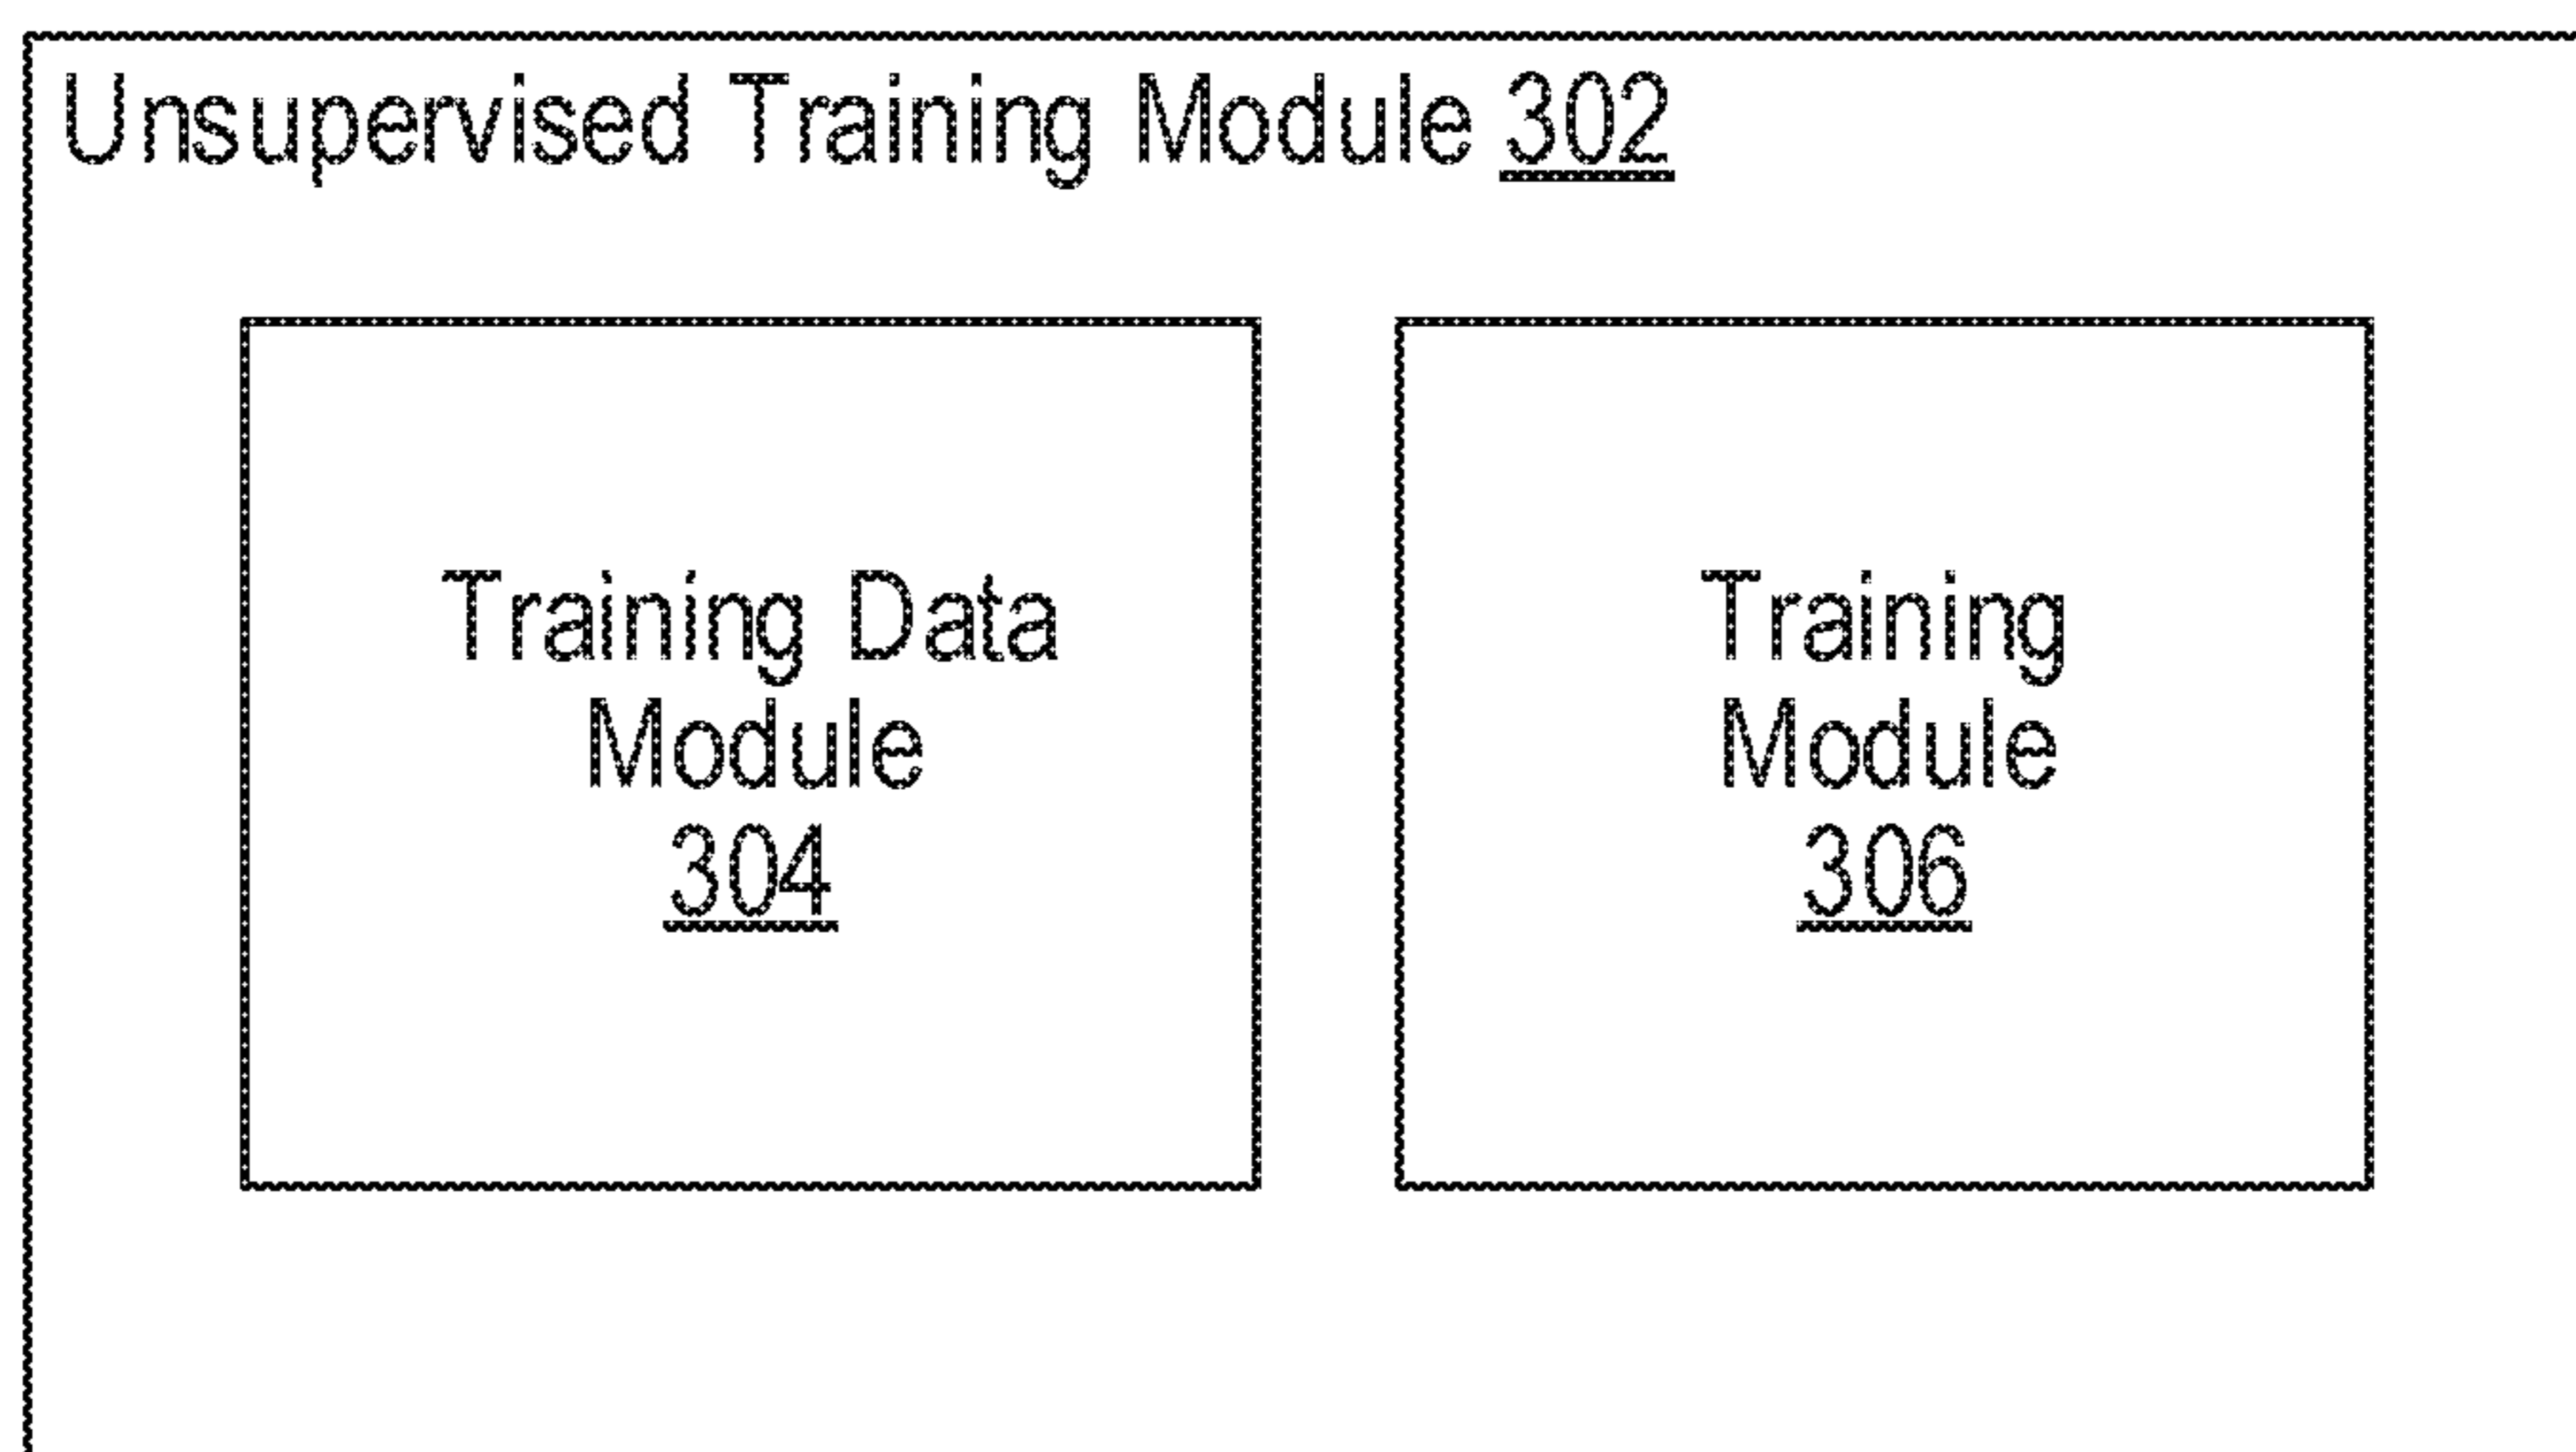 Unsupervised Training Module 302
Training Data
Module
304
Training
Module
306